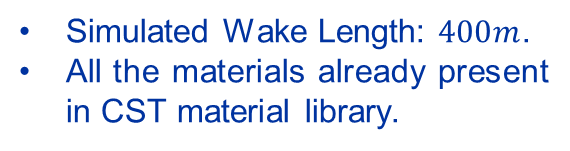 • Simulated Wake Length: 400m.
• All the materials already present
in CST material library.